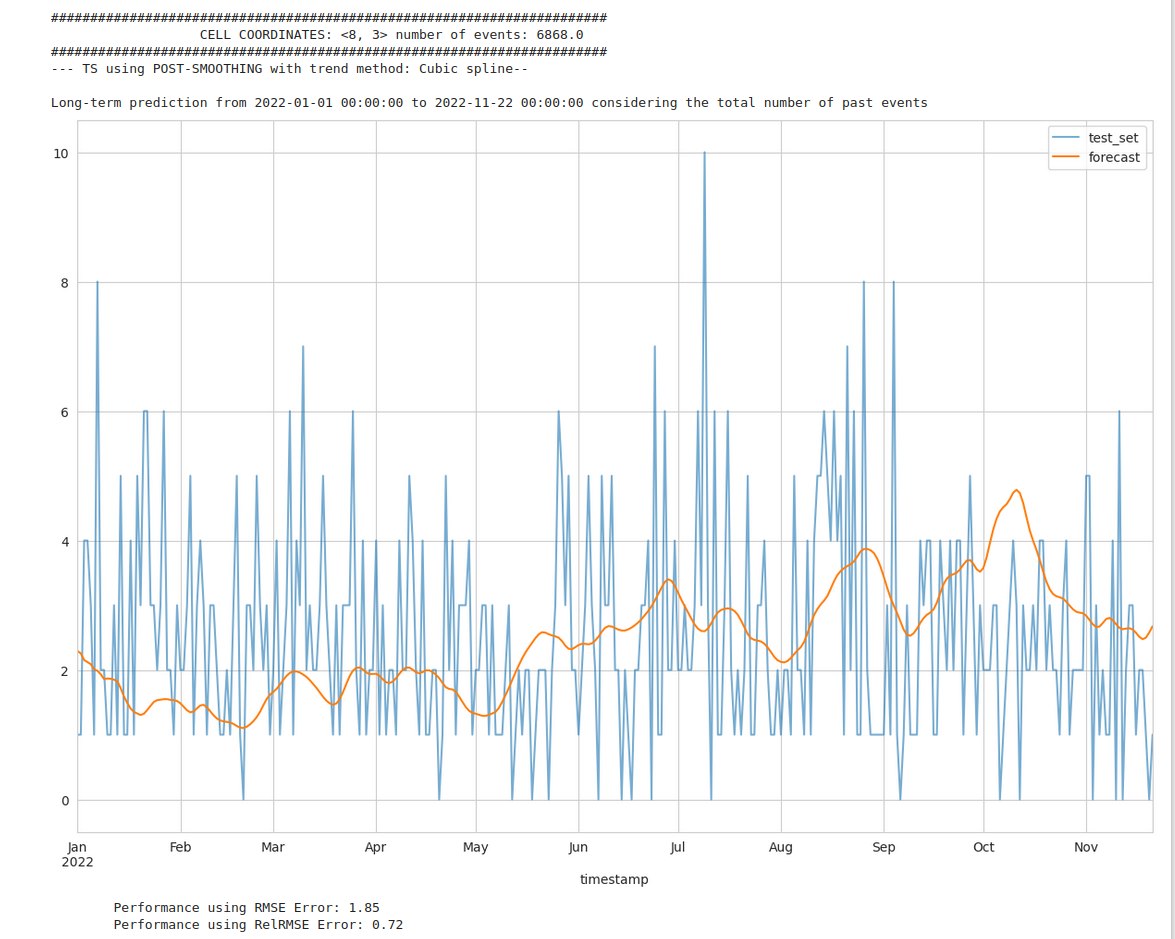 #######################################################################
CELL COORDINATES: <8, 3> number of events: 6868.0
#######################################################################
--- TS using POST-SMOOTHING with trend method: Cubic spline--
Long-term prediction from 2022-01-01 00:00:00 to 2022-11-22 00:00:00 considering the total number of past events
test_set
forecast
10
8
6
4
2
0
Jan Feb Mar Apr May Jun Jul Aug Sep Oct Nov
2022
timestamp
Performance using RMSE Error: 1.85
Performance using RelRMSE Error: 0.72